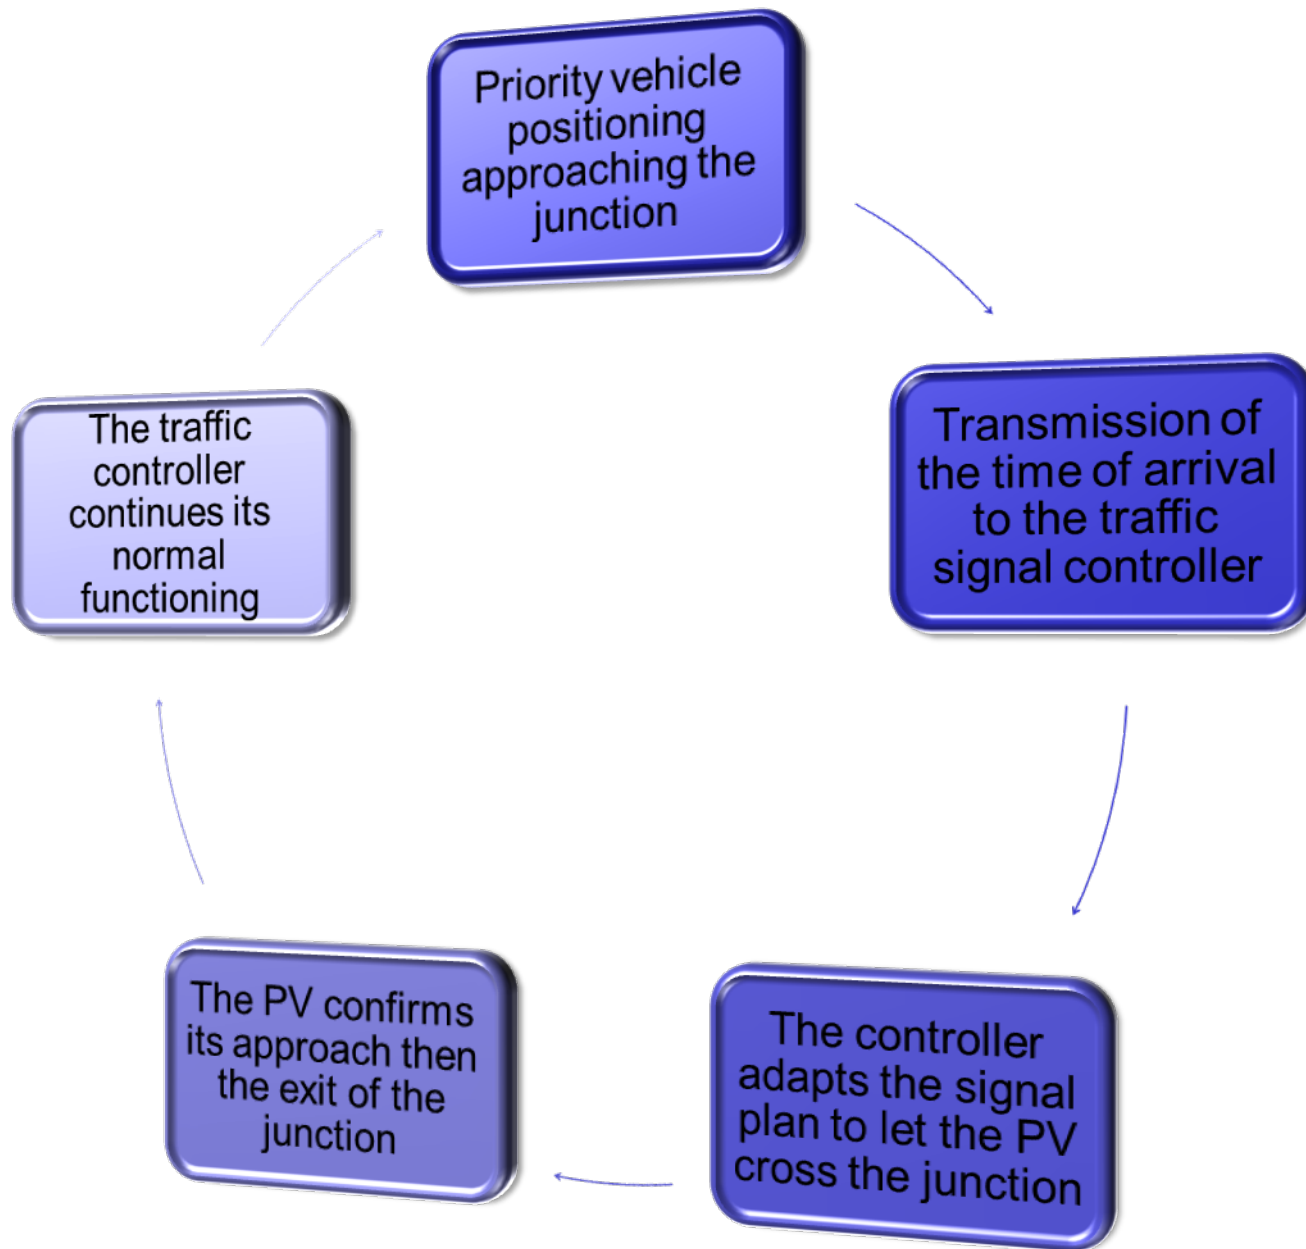 Priority vehicle
positioning
approaching the
junction
Transmission of
the time of arrival
to the traffic
signal controller
The controller
adapts the signal
plan to let the PV
cross the junction
The PV confirms
its approach then
the exit of the
junction
The traffic
controller
continues its
normal
functioning